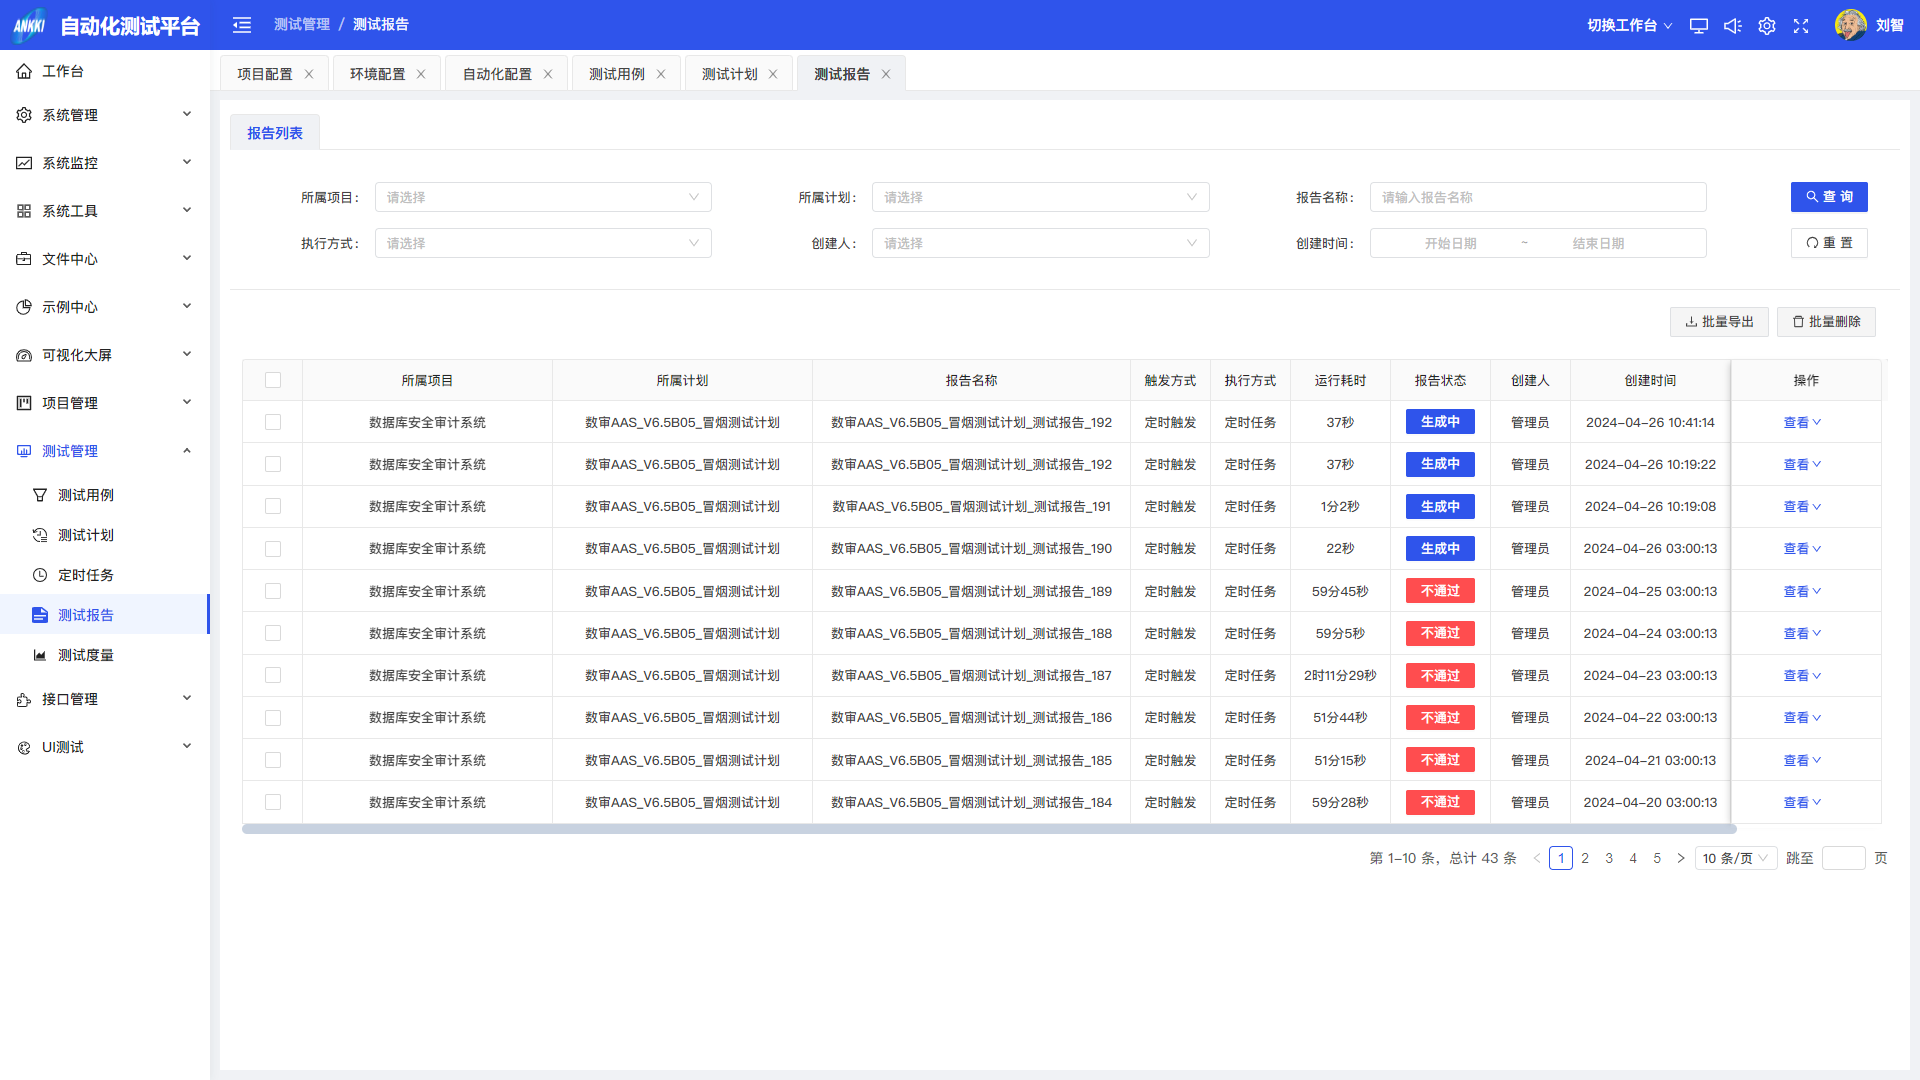 ANKKI 自动化测试平台 测试管理 / 测试报告 切换工作台 刘智
项目配置 环境配置 自动化配置 测试用例 测试计划 测试报告
工作台
系统管理
系统监控
系统工具
文件中心
示例中心
可视化大屏
项目管理
测试管理
测试用例
测试计划
定时任务
测试报告
测试度量
接口管理
UI测试
报告列表
所属项目： 请选择 所属计划： 请选择 报告名称： 请输入报告名称 查 询
执行方式： 请选择 创建人： 请选择 创建时间： 开始日期 ~ 结束日期 重 置
批量导出 批量删除
所属项目 所属计划 报告名称 触发方式 执行方式 运行耗时 报告状态 创建人 创建时间 操作
数据库安全审计系统 数审AAS_V6.5B05_冒烟测试计划 数审AAS_V6.5B05_冒烟测试计划_测试报告_192 定时触发 定时任务 37秒 生成中 管理员 2024-04-26 10:41:14 查看
数据库安全审计系统 数审AAS_V6.5B05_冒烟测试计划 数审AAS_V6.5B05_冒烟测试计划_测试报告_192 定时触发 定时任务 37秒 生成中 管理员 2024-04-26 10:19:22 查看
数据库安全审计系统 数审AAS_V6.5B05_冒烟测试计划 数审AAS_V6.5B05_冒烟测试计划_测试报告_191 定时触发 定时任务 1分2秒 生成中 管理员 2024-04-26 10:19:08 查看
数据库安全审计系统 数审AAS_V6.5B05_冒烟测试计划 数审AAS_V6.5B05_冒烟测试计划_测试报告_190 定时触发 定时任务 22秒 生成中 管理员 2024-04-26 03:00:13 查看
数据库安全审计系统 数审AAS_V6.5B05_冒烟测试计划 数审AAS_V6.5B05_冒烟测试计划_测试报告_189 定时触发 定时任务 59分45秒 不通过 管理员 2024-04-25 03:00:13 查看
数据库安全审计系统 数审AAS_V6.5B05_冒烟测试计划 数审AAS_V6.5B05_冒烟测试计划_测试报告_188 定时触发 定时任务 59分5秒 不通过 管理员 2024-04-24 03:00:13 查看
数据库安全审计系统 数审AAS_V6.5B05_冒烟测试计划 数审AAS_V6.5B05_冒烟测试计划_测试报告_187 定时触发 定时任务 2时11分29秒 不通过 管理员 2024-04-23 03:00:13 查看
数据库安全审计系统 数审AAS_V6.5B05_冒烟测试计划 数审AAS_V6.5B05_冒烟测试计划_测试报告_186 定时触发 定时任务 51分44秒 不通过 管理员 2024-04-22 03:00:13 查看
数据库安全审计系统 数审AAS_V6.5B05_冒烟测试计划 数审AAS_V6.5B05_冒烟测试计划_测试报告_185 定时触发 定时任务 51分15秒 不通过 管理员 2024-04-21 03:00:13 查看
数据库安全审计系统 数审AAS_V6.5B05_冒烟测试计划 数审AAS_V6.5B05_冒烟测试计划_测试报告_184 定时触发 定时任务 59分28秒 不通过 管理员 2024-04-20 03:00:13 查看
第 1-10 条，总计 43 条 1 2 3 4 5 10 条/页 跳至 页